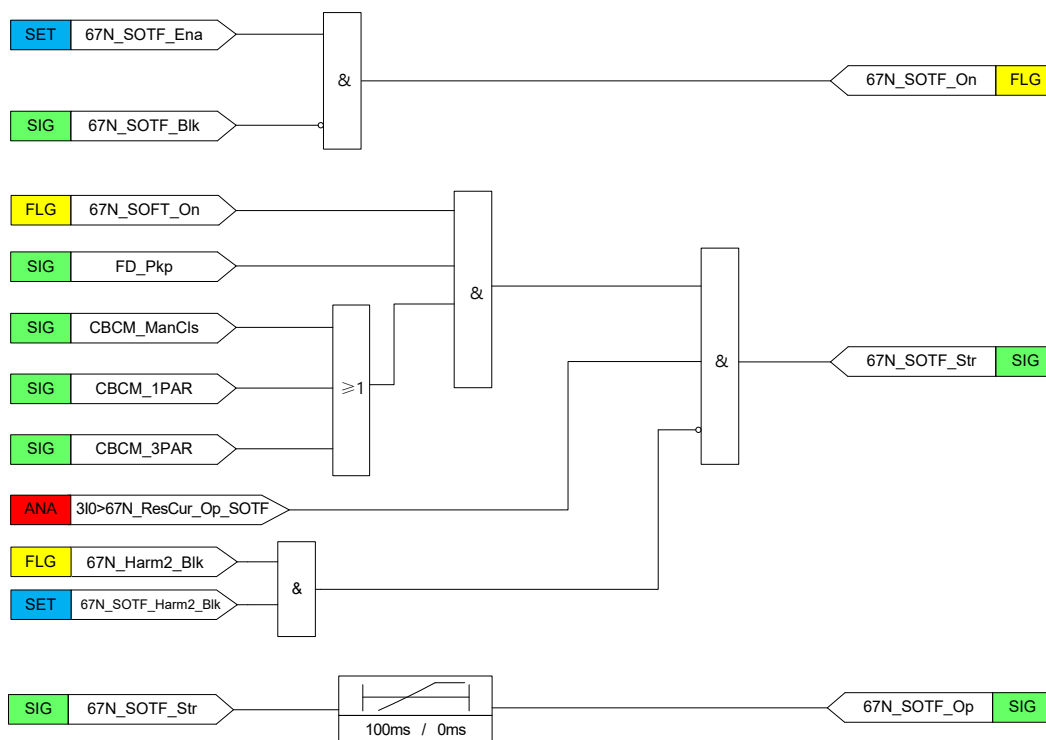 SET 67N_SOTF_Ena
&
67N_SOTF_On FLG
SIG 67N_SOTF_Blk
FLG 67N_SOFT_On
SIG FD_Pkp
&
SIG CBCM_ManCls
SIG CBCM_1PAR
≥1
&
67N_SOTF_Str SIG
SIG CBCM_3PAR
ANA 3I0>67N_ResCur_Op_SOTF
FLG 67N_Harm2_Blk
&
SET 67N_SOTF_Harm2_Blk
SIG 67N_SOTF_Str
100ms / 0ms
67N_SOTF_Op SIG